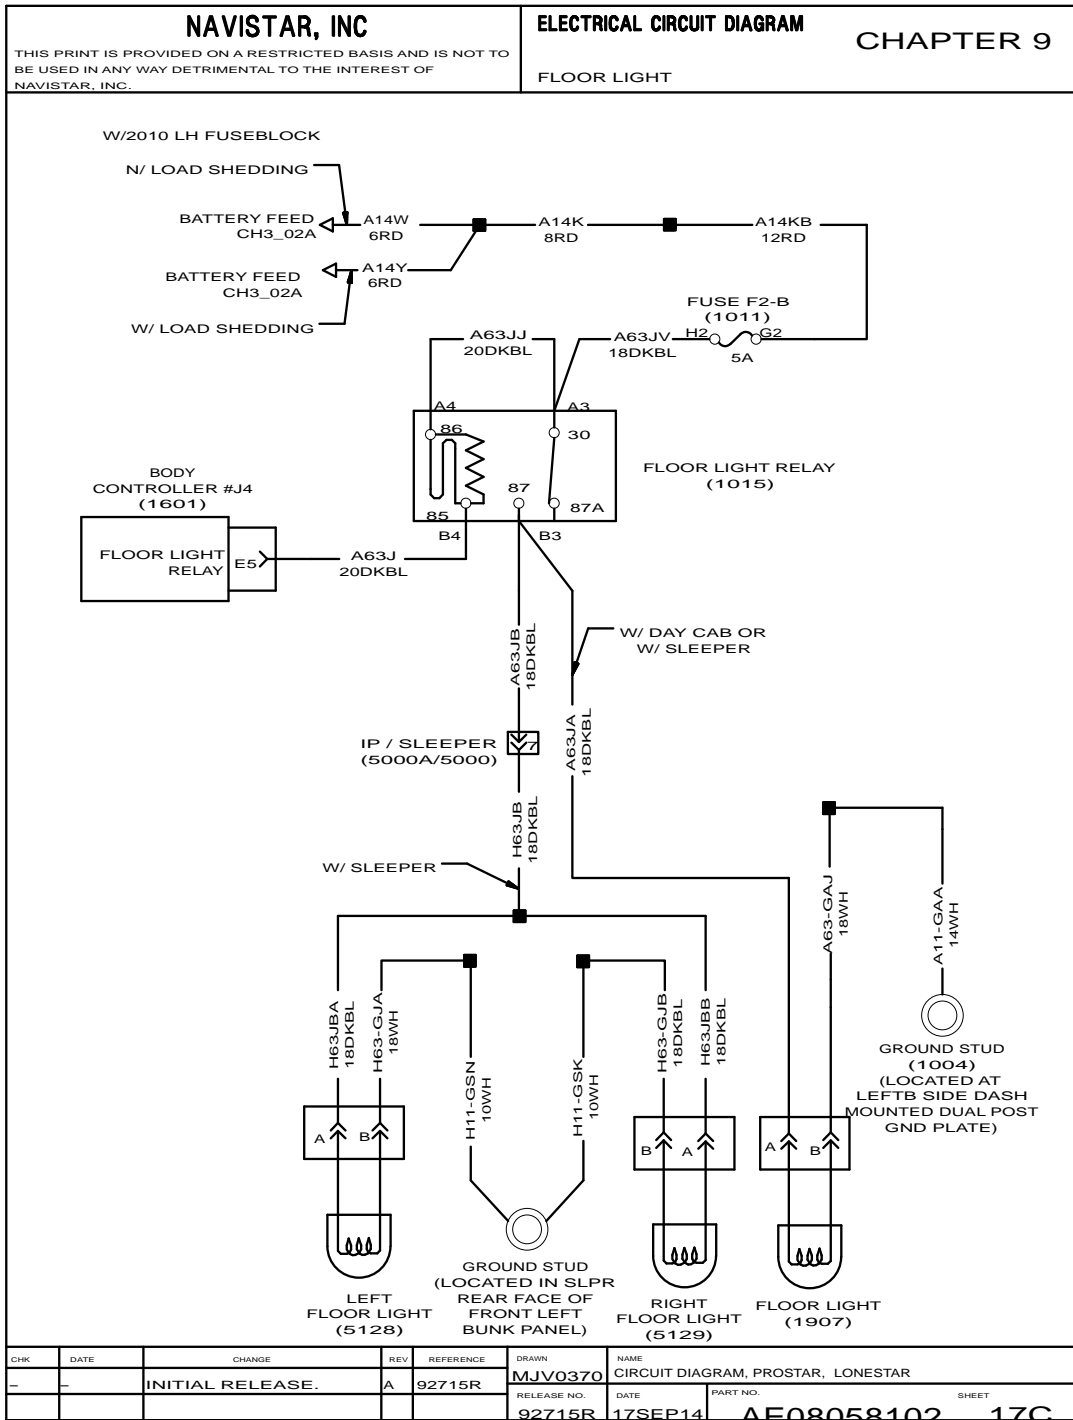 NAVISTAR, INC
THIS PRINT IS PROVIDED ON A RESTRICTED BASIS AND IS NOT TO
BE USED IN ANY WAY DETRIMENTAL TO THE INTEREST OF
NAVISTAR, INC.
ELECTRICAL CIRCUIT DIAGRAM
CHAPTER 9
FLOOR LIGHT
W/2010 LH FUSEBLOCK
N/ LOAD SHEDDING
BATTERY FEED
CH3_02A
A14W
6RD
A14K
8RD
A14KB
12RD
BATTERY FEED
CH3_02A
A14Y
6RD
W/ LOAD SHEDDING
FUSE F2-B
(1011)
H2
G2
5A
A63JJ
20DKBL
A63JV
18DKBL
A4
A3
86
30
87
87A
85
B4
B3
FLOOR LIGHT RELAY
(1015)
BODY
CONTROLLER #J4
(1601)
FLOOR LIGHT
RELAY
E5
A63J
20DKBL
A63JB
18DKBL
W/ DAY CAB OR
W/ SLEEPER
A63JA
18DKBL
IP / SLEEPER
(5000A/5000)
7
H63JB
18DKBL
W/ SLEEPER
A63-GAJ
18WH
A11-GAA
14WH
H63JBA
18DKBL
H63-GJA
18WH
H11-GSN
10WH
H11-GSK
10WH
H63-GJB
18DKBL
H63JBB
18DKBL
GROUND STUD
(1004)
(LOCATED AT
LEFTB SIDE DASH
MOUNTED DUAL POST
GND PLATE)
A
B
B
A
A
B
LEFT
FLOOR LIGHT
(5128)
GROUND STUD
(LOCATED IN SLPR
REAR FACE OF
FRONT LEFT
BUNK PANEL)
RIGHT
FLOOR LIGHT
(5129)
FLOOR LIGHT
(1907)
CHK
DATE
CHANGE
REV
REFERENCE
DRAWN
NAME
–
–
INITIAL RELEASE.
A
92715R
MJV0370
CIRCUIT DIAGRAM, PROSTAR, LONESTAR
RELEASE NO.
DATE
PART NO.
SHEET
92715R
17SEP14
AE08058102
17C